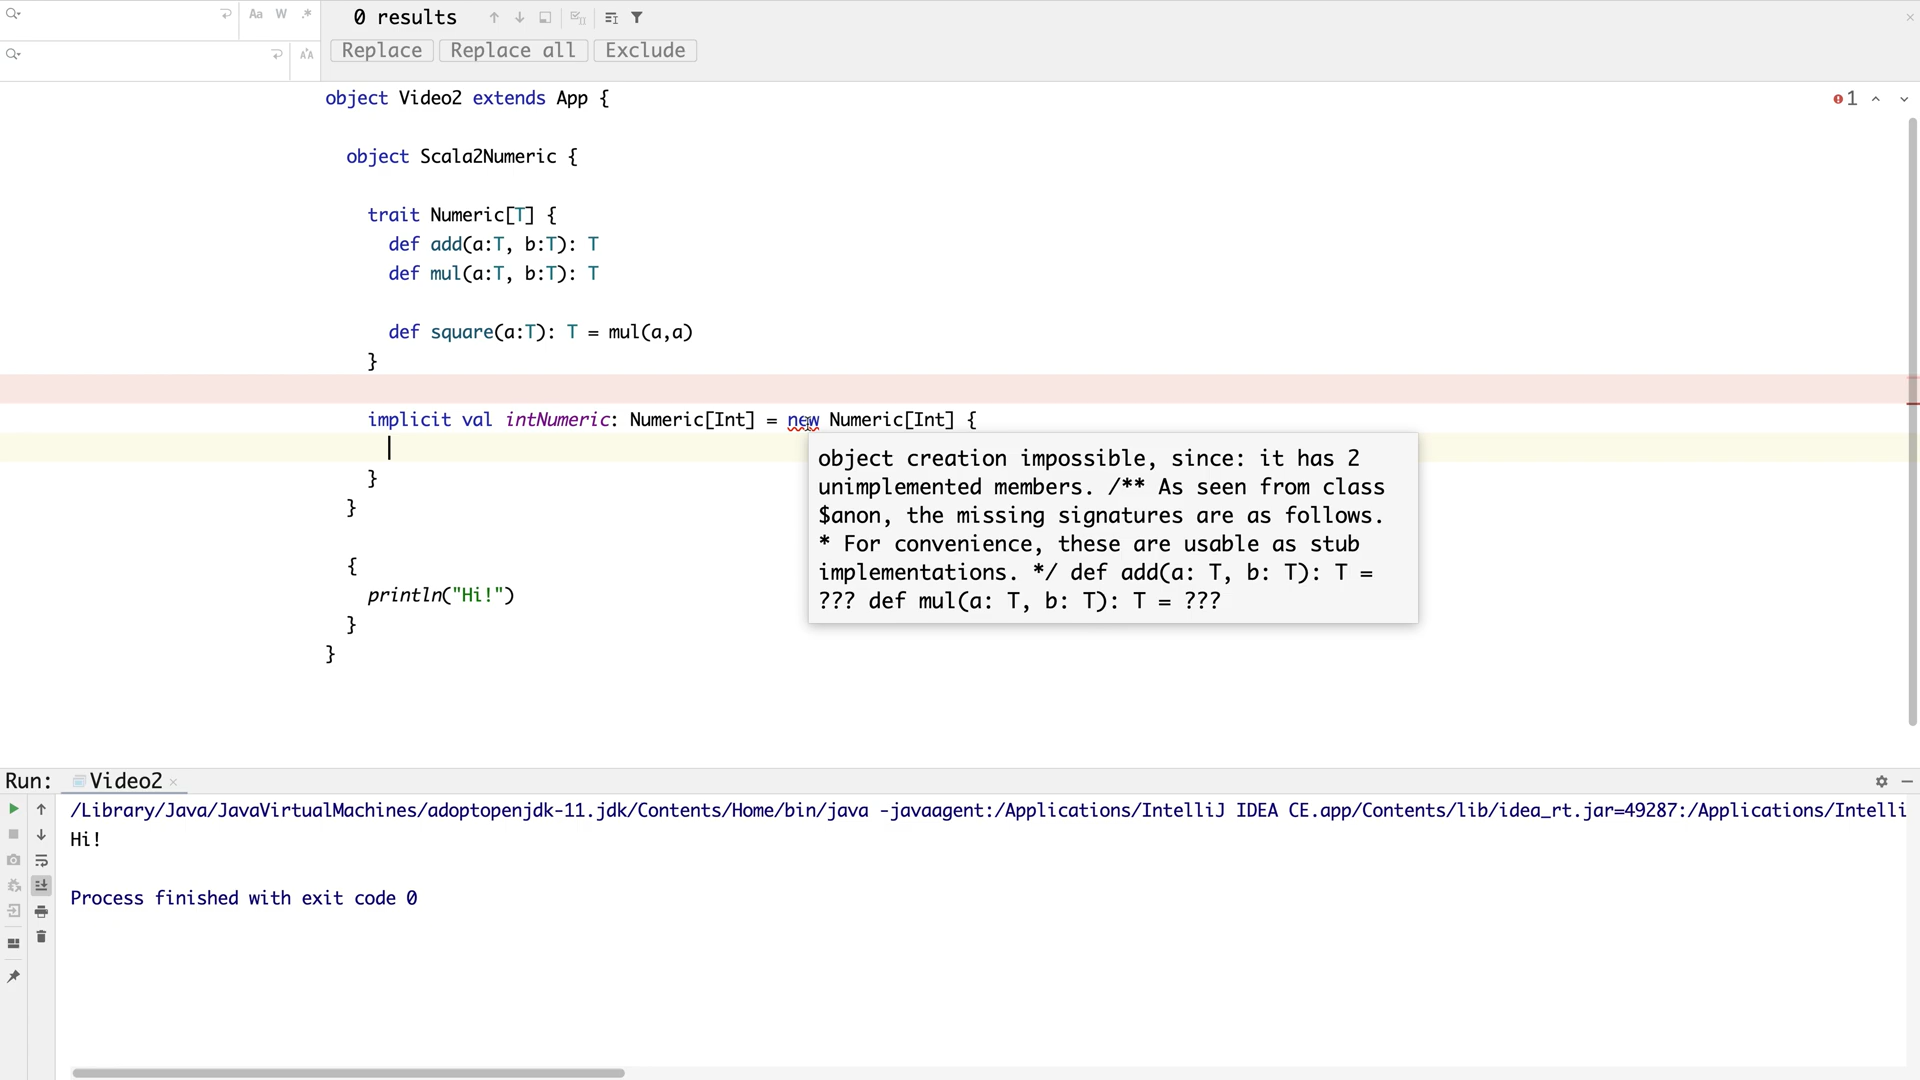 Aa W .*
0 results
Replace Replace all Exclude
object Video2 extends App {
1
object Scala2Numeric {
trait Numeric[T] {
def add(a:T, b:T): T
def mul(a:T, b:T): T
def square(a:T): T = mul(a,a)
}
implicit val intNumeric: Numeric[Int] = new Numeric[Int] {
}
}
{
println("Hi!")
}
}
object creation impossible, since: it has 2
unimplemented members. /** As seen from class
$anon, the missing signatures are as follows.
* For convenience, these are usable as stub
implementations. */ def add(a: T, b: T): T =
??? def mul(a: T, b: T): T = ???
Run: Video2
/Library/Java/JavaVirtualMachines/adoptopenjdk-11.jdk/Contents/Home/bin/java -javaagent:/Applications/IntelliJ IDEA CE.app/Contents/lib/idea_rt.jar=49287:/Applications/Intelli
Hi!
Process finished with exit code 0